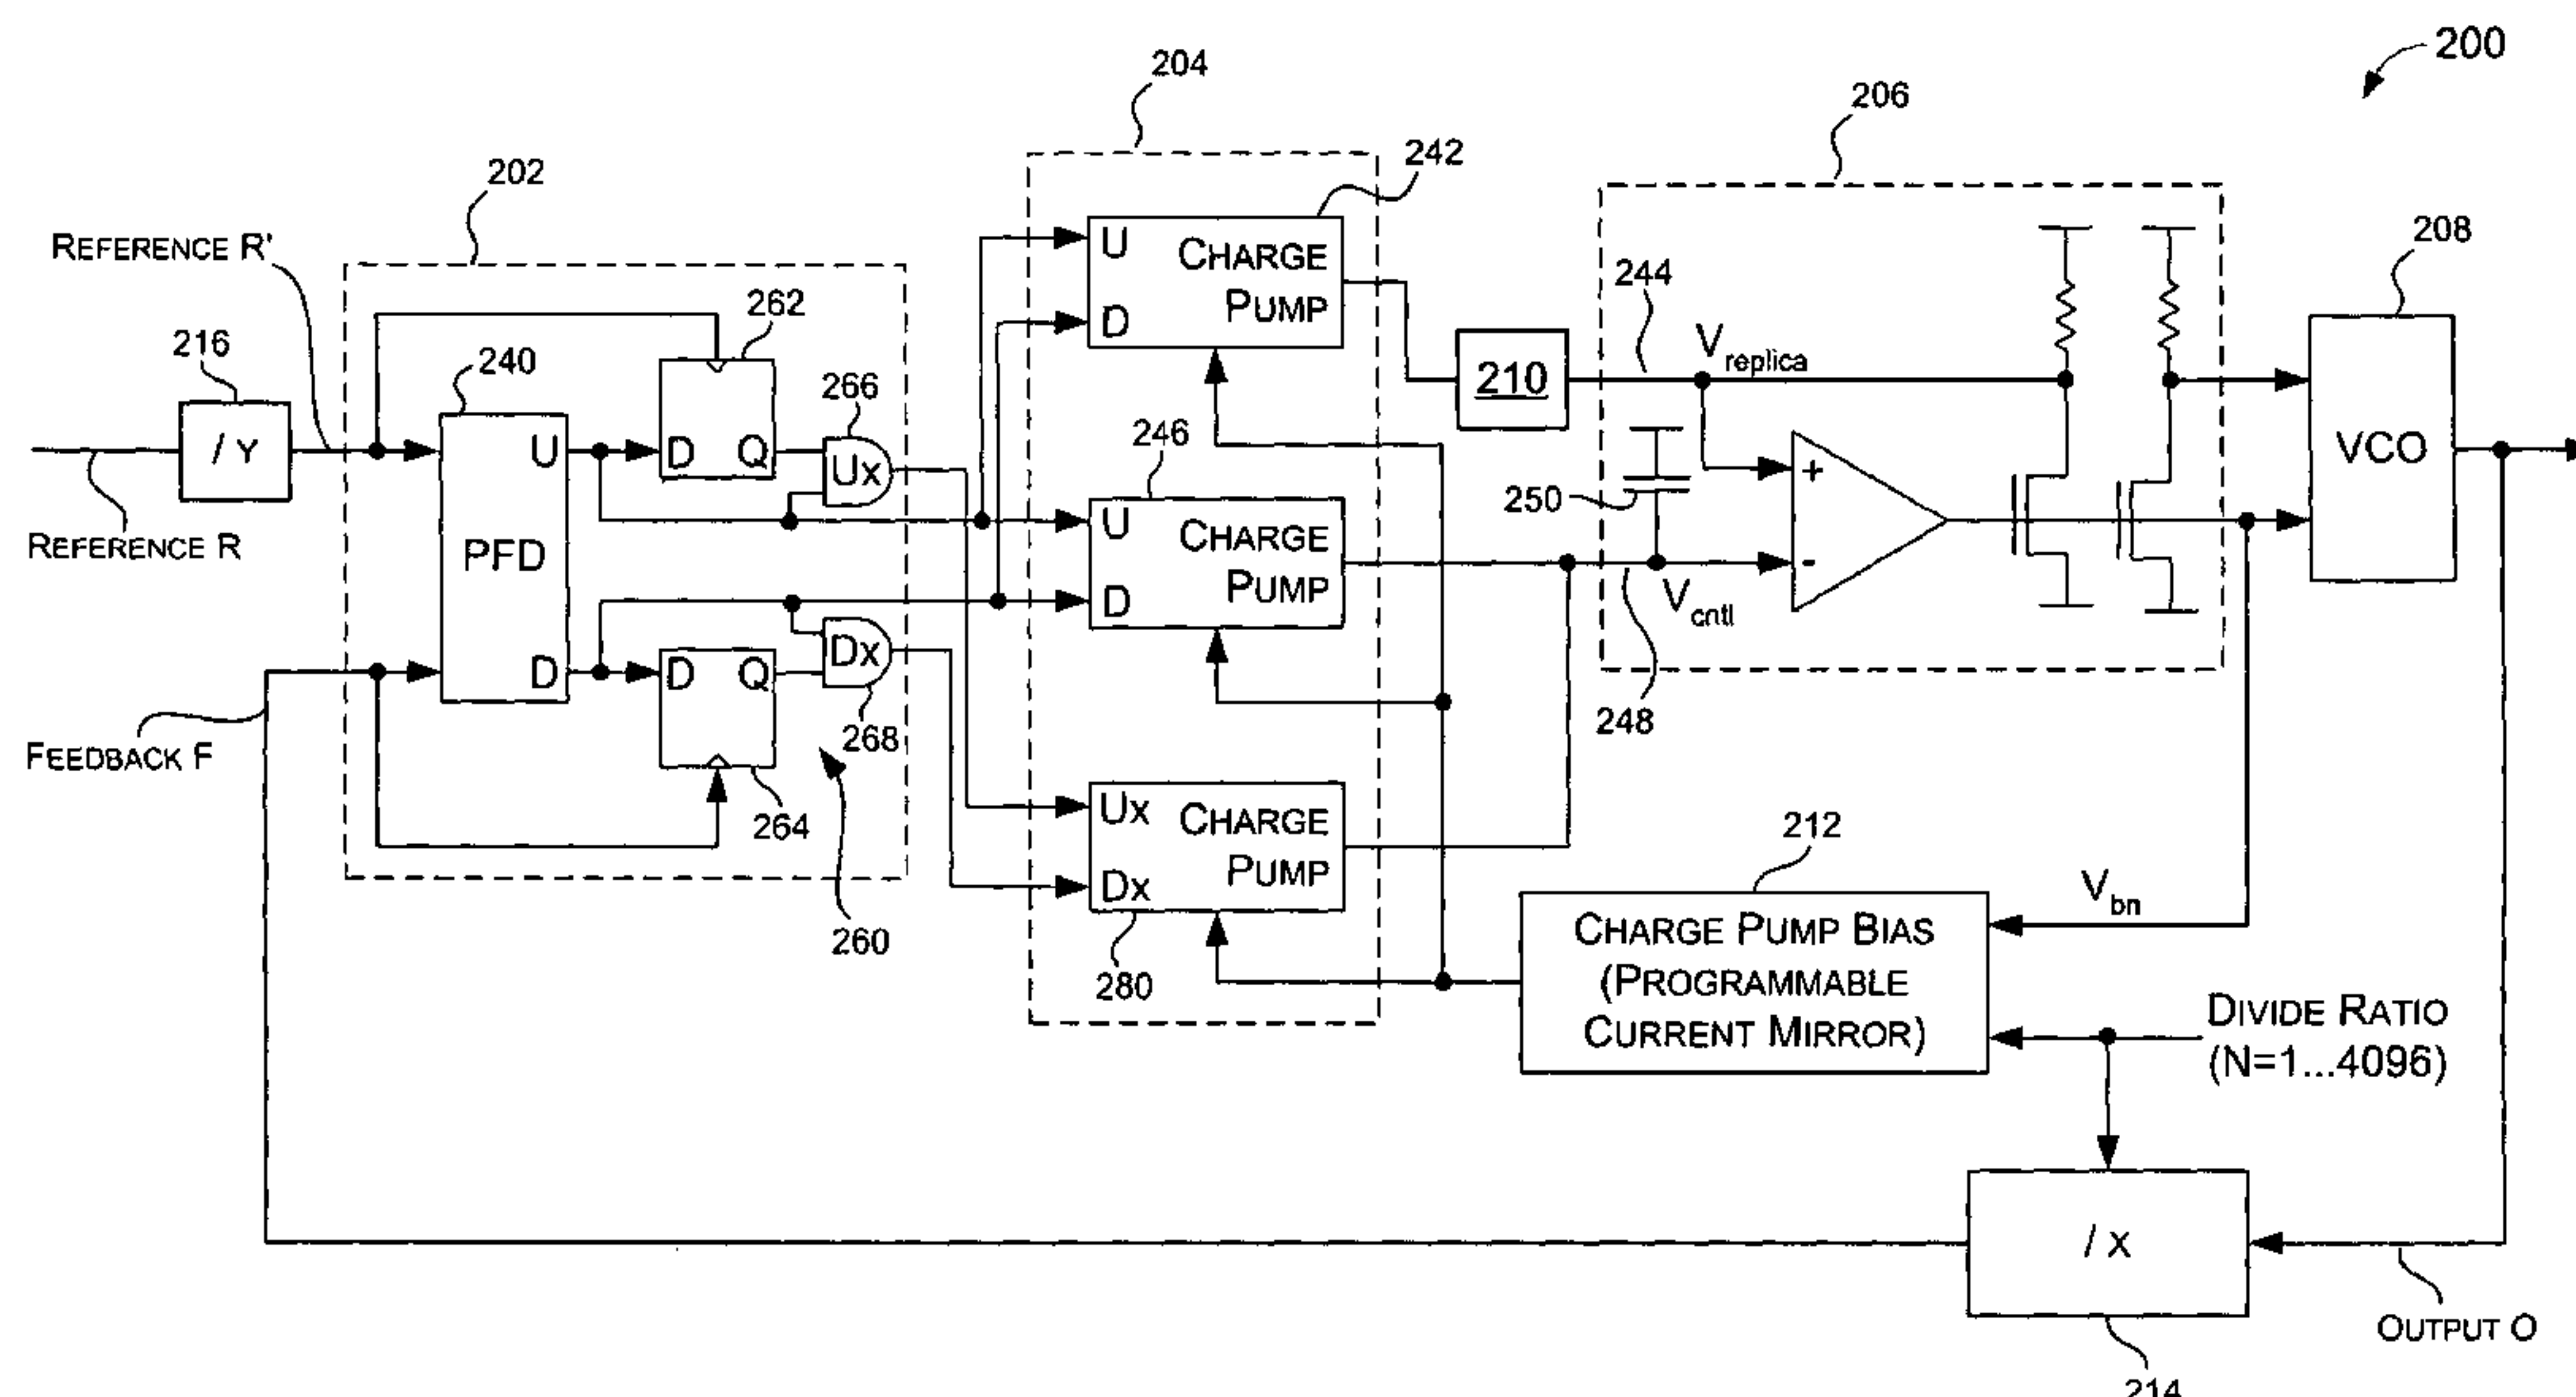 200
204
206
202
242
208
REFERENCE R'
262
244
U
CHARGE
PUMP
D
216
240
Vreplica
266
210
/ Y
U
D
Q
Ux
246
+
VCO
250
REFERENCE R
PFD
U
CHARGE
PUMP
D
-
Vcntl
D
D
Q
Dx
268
248
FEEDBACK F
264
260
Ux
CHARGE
PUMP
Dx
280
212
Vbn
CHARGE PUMP BIAS
(PROGRAMMABLE
CURRENT MIRROR)
DIVIDE RATIO
(N=1...4096)
/ X
OUTPUT O
214